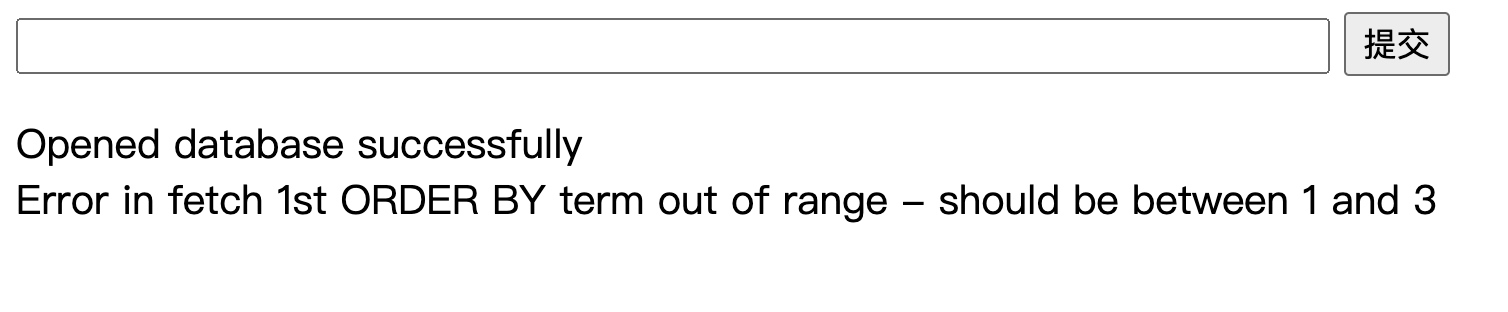 提交
Opened database successfully
Error in fetch 1st ORDER BY term out of range – should be between 1 and 3